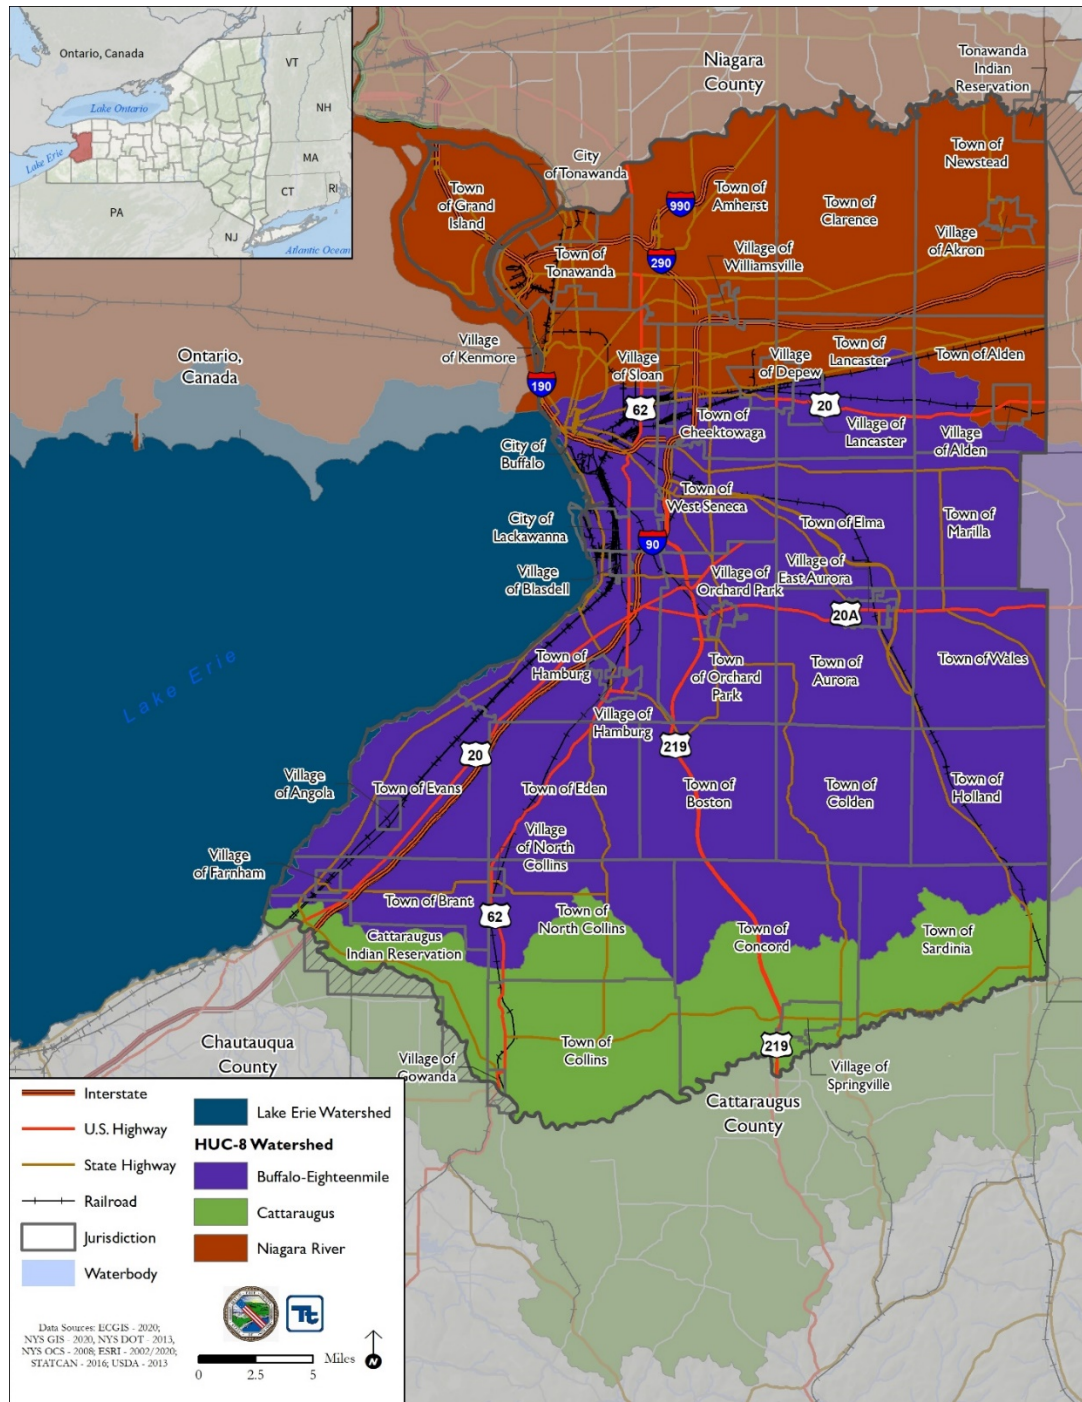 Ontario, Canada
VT
NH
Lake Ontario
MA
Lake Erie
CT
RI
PA
NJ
Atlantic Ocean
Niagara
County
Tonawanda
Indian
Reservation
City
of Tonawanda
Town of
Newstead
Town
of Grand
Island
990
Town of
Amherst
Town of
Clarence
Village
of Akron
Town of
Tonawanda
290
Village of
Williamsville
Village
of Kenmore
Ontario,
Canada
190
Village
of Sloan
Village
of Depew
Town of
Lancaster
Town of Alden
62
20
Town of
Cheektowaga
Village of
Lancaster
Village
of Alden
City of
Buffalo
Town of
West Seneca
City of
Lackawanna
Town of Elma
Town of
Marilla
90
Village
of Blasdell
Village of
Orchard Park
Village of
East Aurora
20A
Lake Erie
Town of
Hamburg
Town
of Orchard
Park
Town of
Aurora
Town of Wales
Village of
Hamburg
219
20
Village
of Angola
Town of Evans
Town of Eden
Town of
Boston
Town of
Colden
Town of
Holland
Village
of North
Collins
Village
of Farnham
Town of Brant
62
Town of
North Collins
Town of
Concord
Town of
Sardinia
Cattaraugus
Indian Reservation
Chautauqua
County
Village of
Gowanda
Town of
Collins
219
Village of
Springville
Cattaraugus
County
Interstate
U.S. Highway
State Highway
Railroad
Jurisdiction
Waterbody
Lake Erie Watershed
HUC-8 Watershed
Buffalo-Eighteenmile
Cattaraugus
Niagara River
Data Sources: ECGIS - 2020;
NYS GIS - 2020, NYS DOT - 2013,
NYS OCS - 2008; ESRI - 2002/2020;
STATCAN - 2016; USDA - 2013
Tt
Miles
0 2.5 5
N